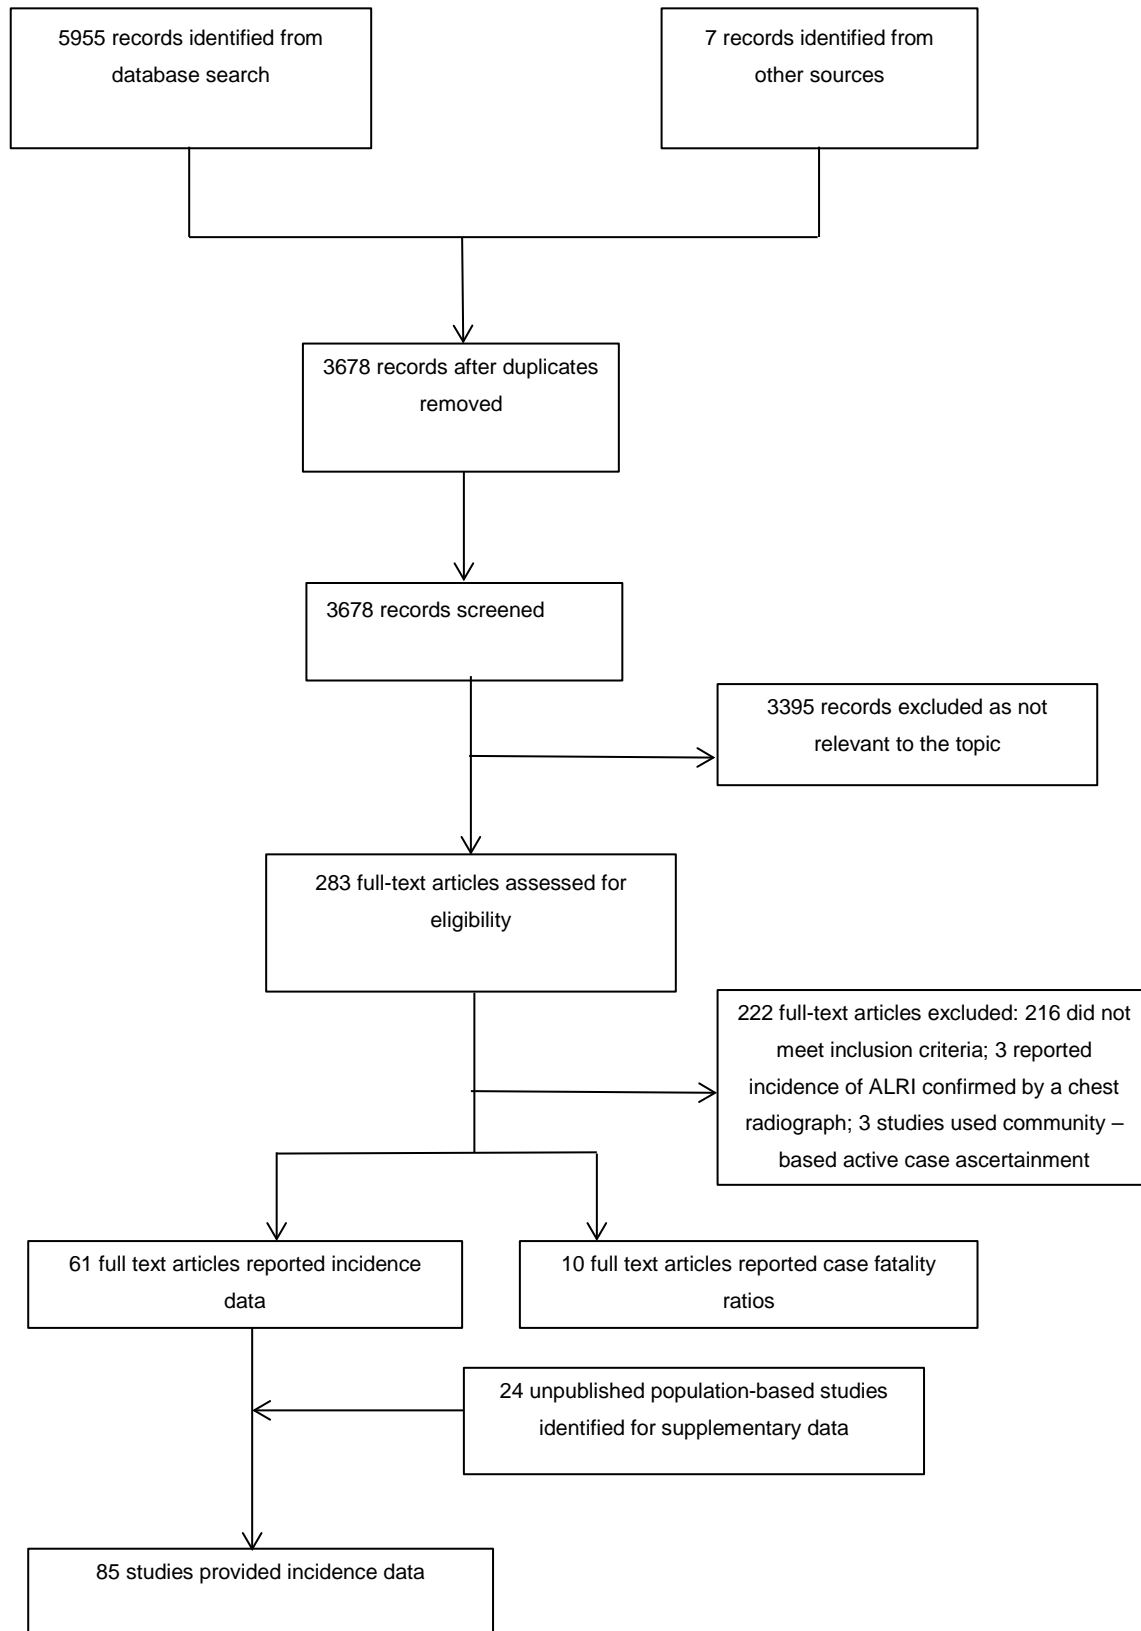 5955 records identified from
database search
7 records identified from
other sources
3678 records after duplicates
removed
3678 records screened
3395 records excluded as not
relevant to the topic
283 full-text articles assessed for
eligibility
222 full-text articles excluded: 216 did not
meet inclusion criteria; 3 reported
incidence of ALRI confirmed by a chest
radiograph; 3 studies used community –
based active case ascertainment
61 full text articles reported incidence
data
10 full text articles reported case fatality
ratios
24 unpublished population-based studies
identified for supplementary data
85 studies provided incidence data